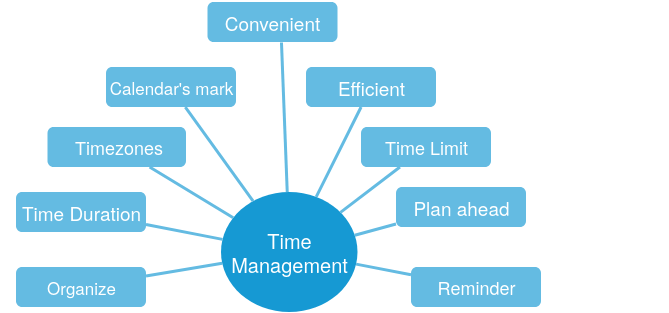 Convenient
Calendar's mark
Efficient
Timezones
Time Limit
Time Duration
Plan ahead
Time
Management
Organize
Reminder